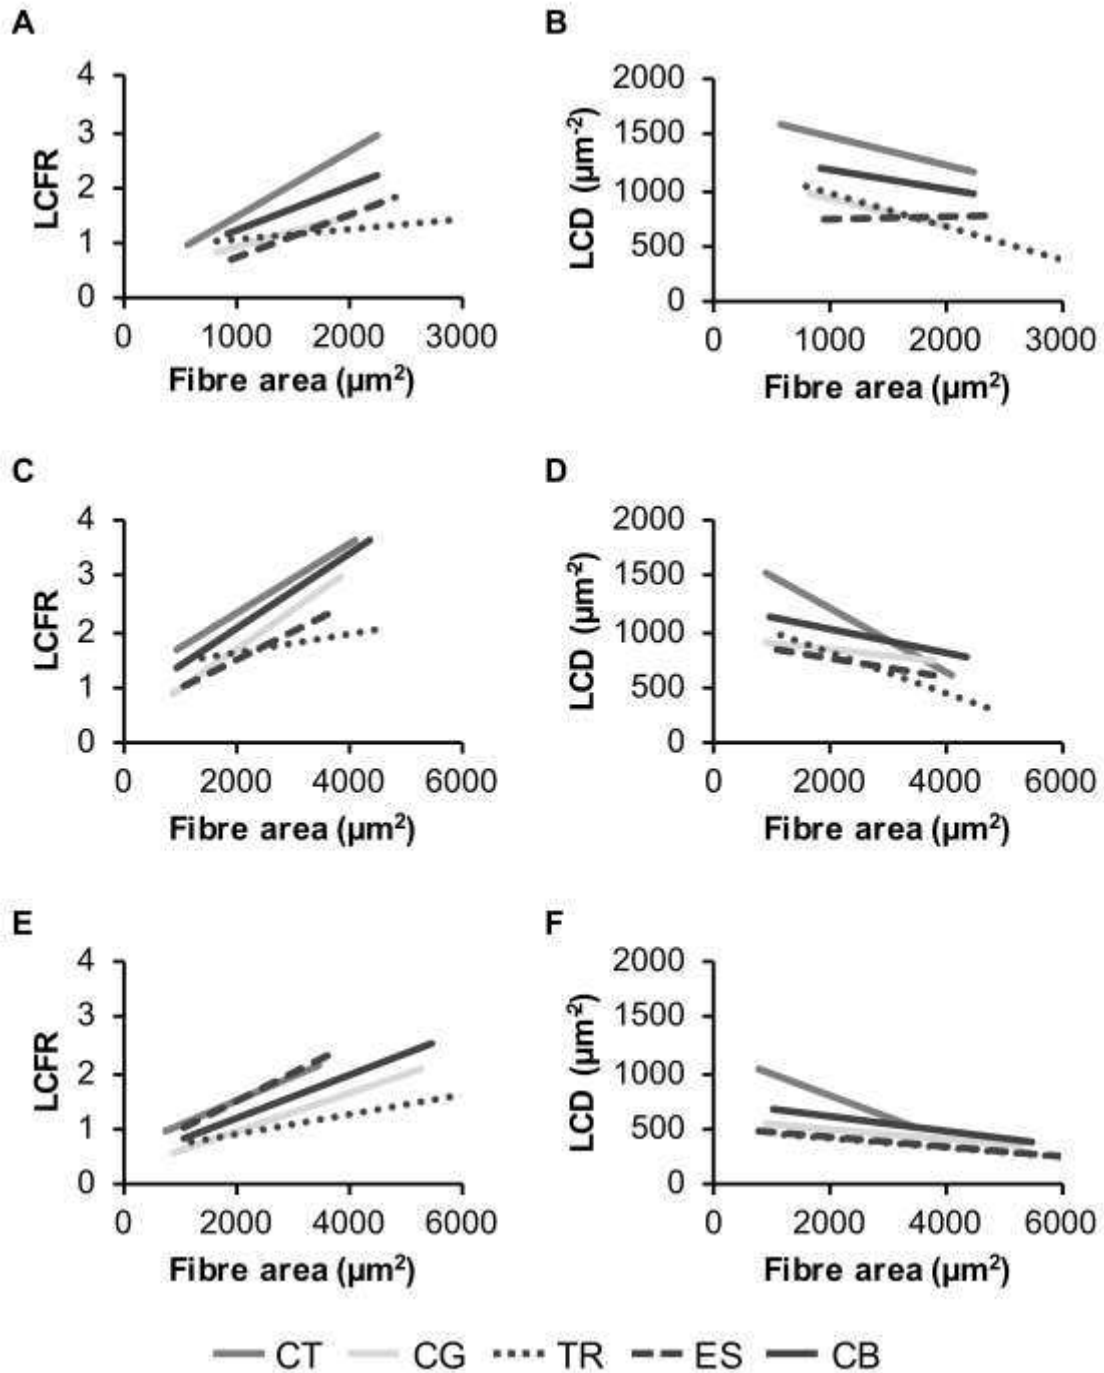 A
4
3
2
1
0
LCFR
0 1000 2000 3000
Fibre area (µm²)
B
2000
1500
1000
500
0
LCD (µm⁻²)
0 1000 2000 3000
Fibre area (µm²)
C
4
3
2
1
0
LCFR
0 2000 4000 6000
Fibre area (µm²)
D
2000
1500
1000
500
0
LCD (µm⁻²)
0 2000 4000 6000
Fibre area (µm²)
E
4
3
2
1
0
LCFR
0 2000 4000 6000
Fibre area (µm²)
F
2000
1500
1000
500
0
LCD (µm⁻²)
0 2000 4000 6000
Fibre area (µm²)
CT CG TR ES CB